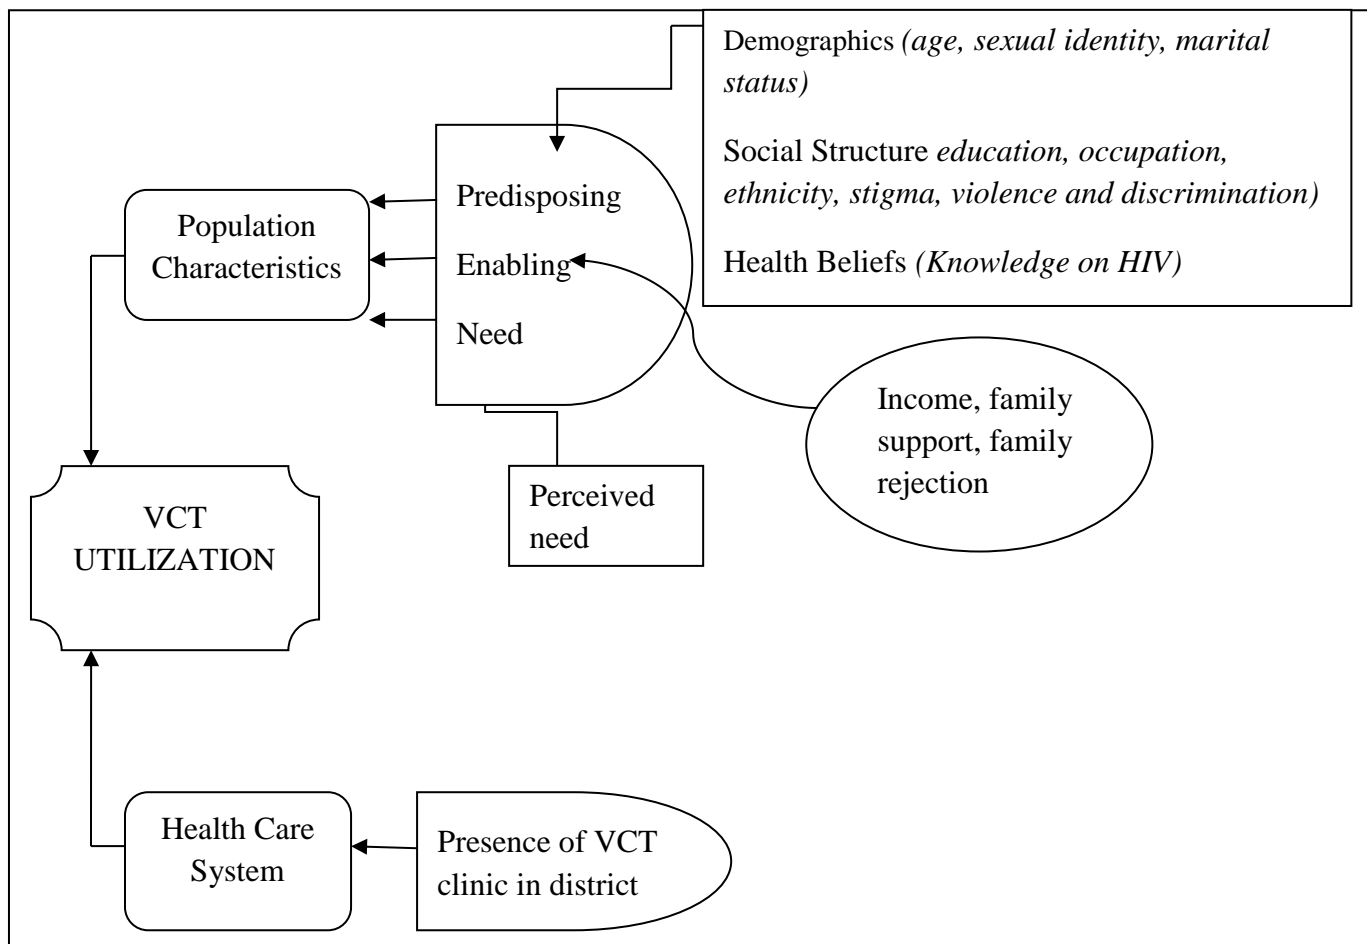 Demographics (age, sexual identity, marital
status)
Social Structure education, occupation,
ethnicity, stigma, violence and discrimination)
Health Beliefs (Knowledge on HIV)
Predisposing
Enabling
Need
Population
Characteristics
Income, family
support, family
rejection
Perceived
need
VCT
UTILIZATION
Health Care
System
Presence of VCT
clinic in district